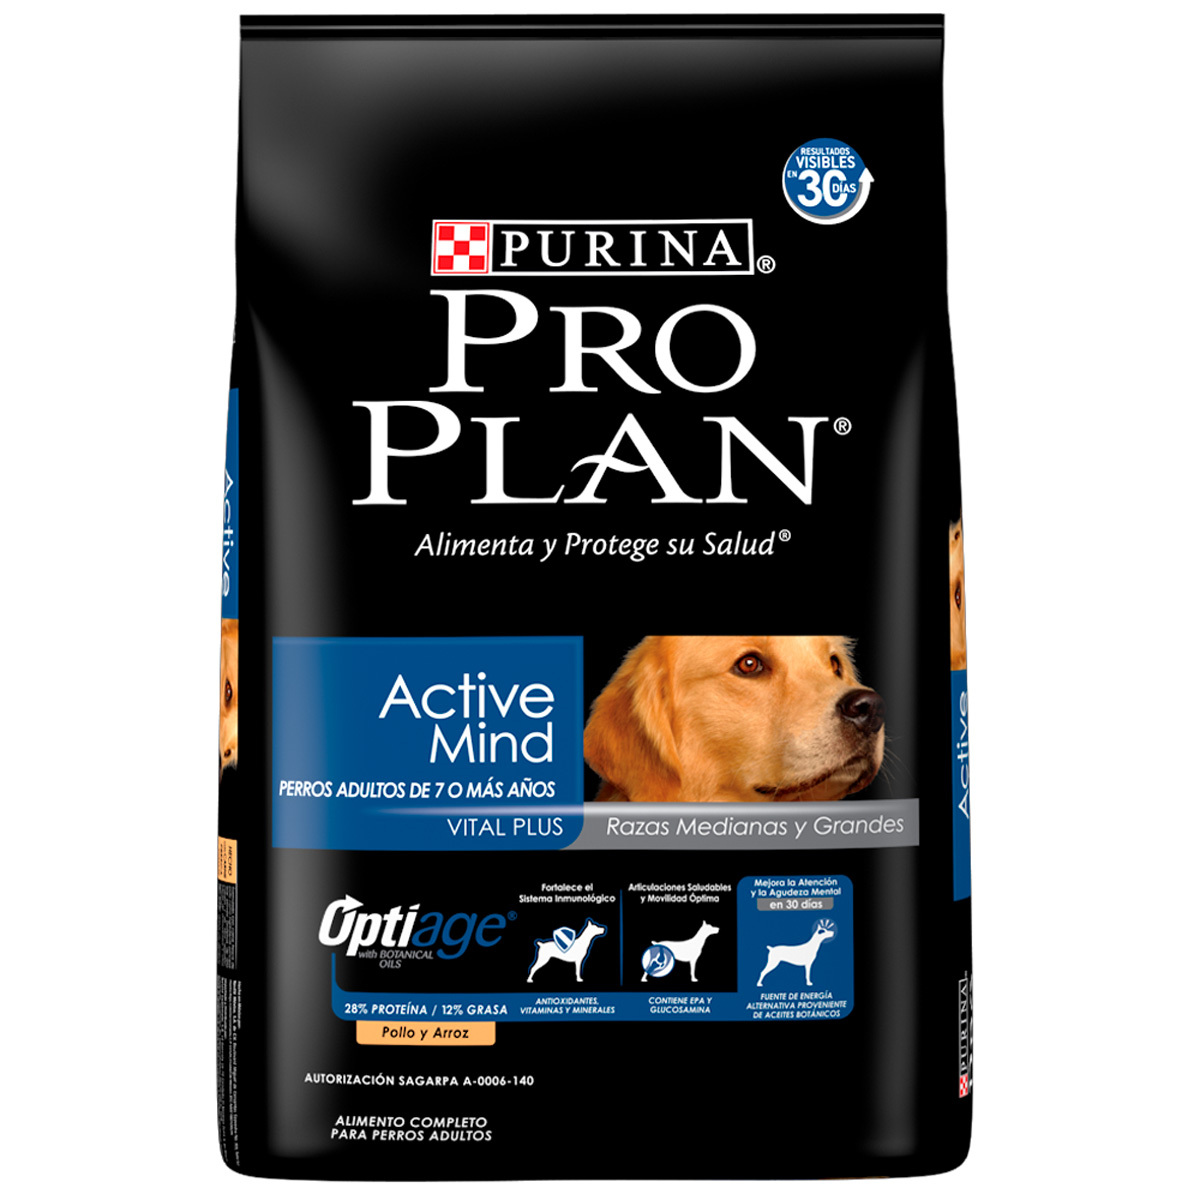 RESULTADOS
VISIBLES
EN 30 DÍAS
PURINA®
PRO
PLAN®
Alimenta y Protege su Salud®
Active
Mind
PERROS ADULTOS DE 7 O MÁS AÑOS
VITAL PLUS
Razas Medianas y Grandes
Optiage®
with BOTANICAL
OILS
28% PROTEÍNA / 12% GRASA
Pollo y Arroz
Fortalece el
Sistema Inmunológico
ANTIOXIDANTES,
VITAMINAS Y MINERALES
Articulaciones Saludables
y Movilidad Óptima
CONTIENE EPA Y
GLUCOSAMINA
Mejora la Atención
y la Agudeza Mental
en 30 días
FUENTE DE ENERGÍA
ALTERNATIVA PROVENIENTE
DE ACEITES BOTÁNICOS
AUTORIZACIÓN SAGARPA A-0006-140
ALIMENTO COMPLETO
PARA PERROS ADULTOS
Active
Active
PURINA